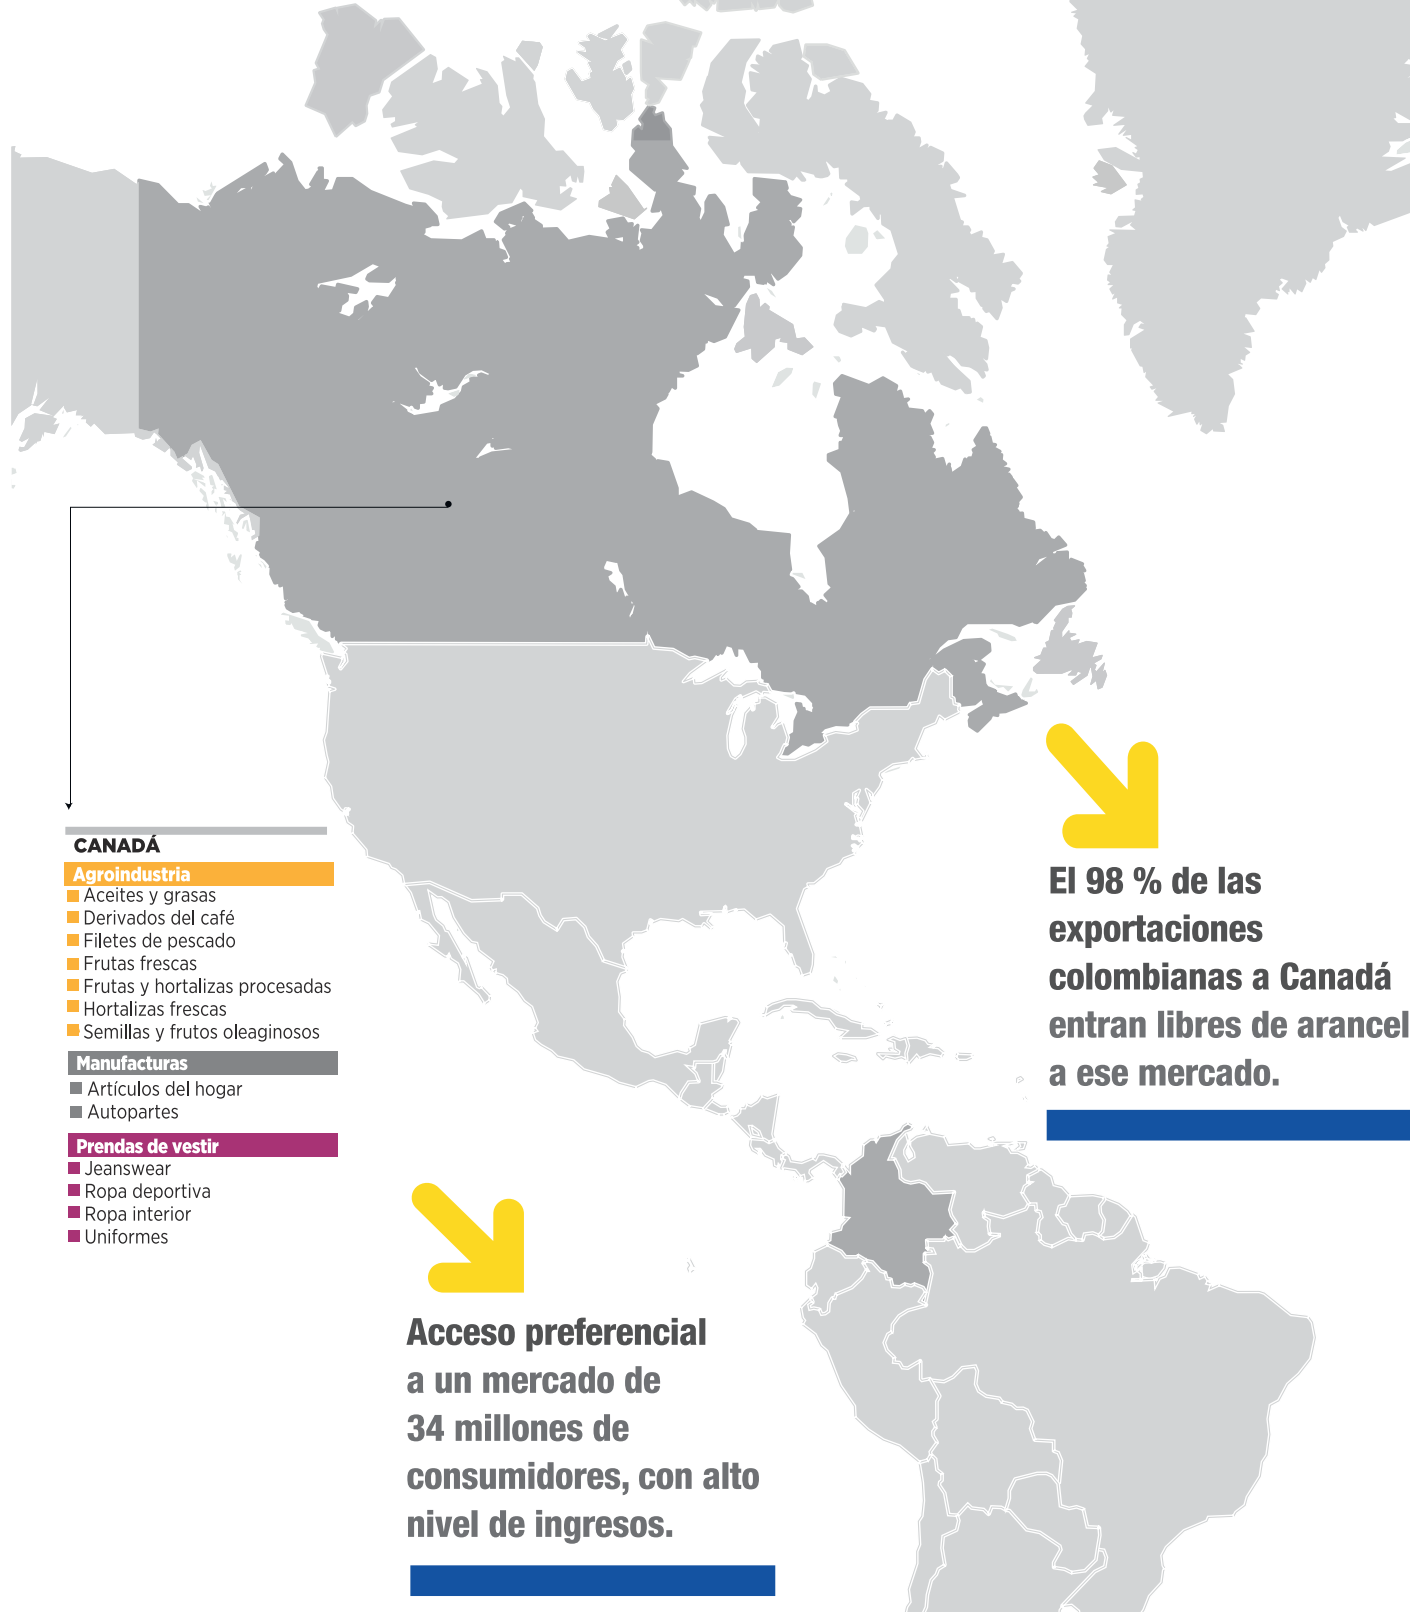 CANADÁ
Agroindustria
Aceites y grasas
Derivados del café
Filetes de pescado
Frutas frescas
Frutas y hortalizas procesadas
Hortalizas frescas
Semillas y frutos oleaginosos
Manufacturas
Artículos del hogar
Autopartes
Prendas de vestir
Jeanswear
Ropa deportiva
Ropa interior
Uniformes
El 98 % de las
exportaciones
colombianas a Canadá
entran libres de arancel
a ese mercado.
Acceso preferencial
a un mercado de
34 millones de
consumidores, con alto
nivel de ingresos.